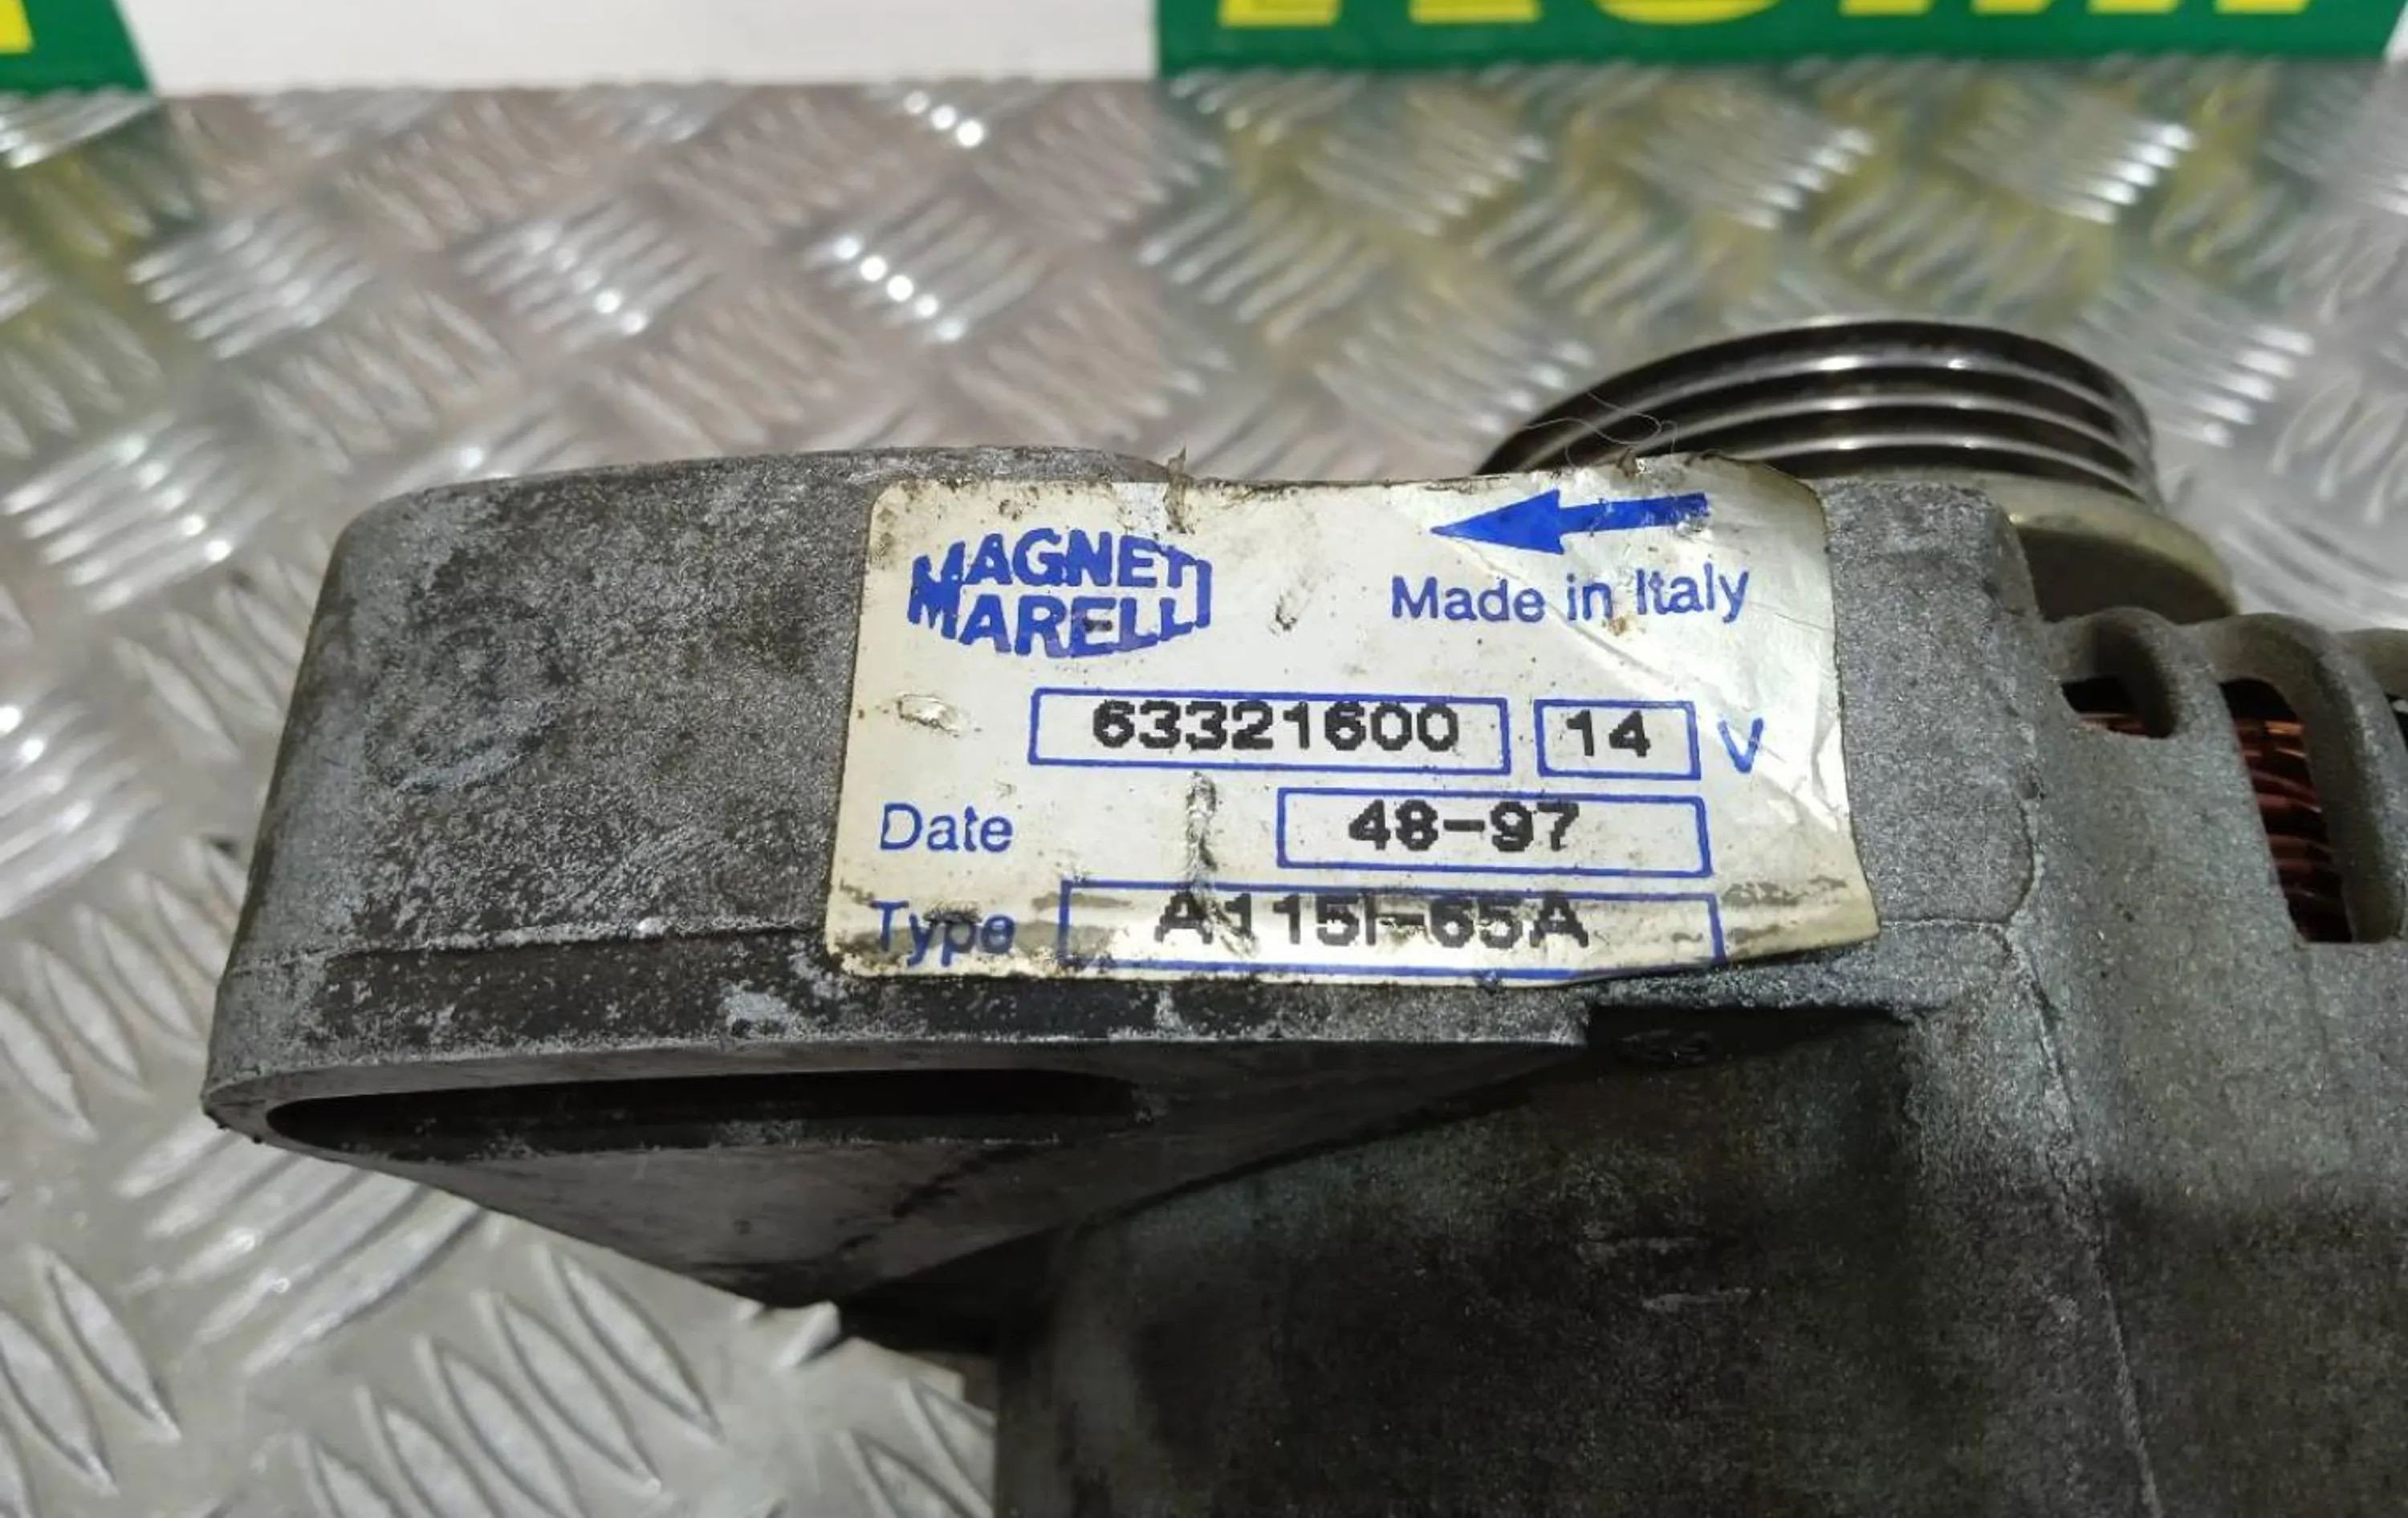 MAGNETI
MARELLI
Made in Italy
63321600 14 V
Date 48-97
Type A115I-65A